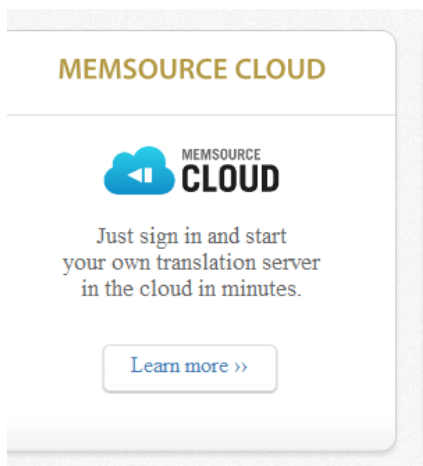 MEMSOURCE CLOUD
MEMSOURCE
CLOUD
Just sign in and start
your own translation server
in the cloud in minutes.
Learn more ››